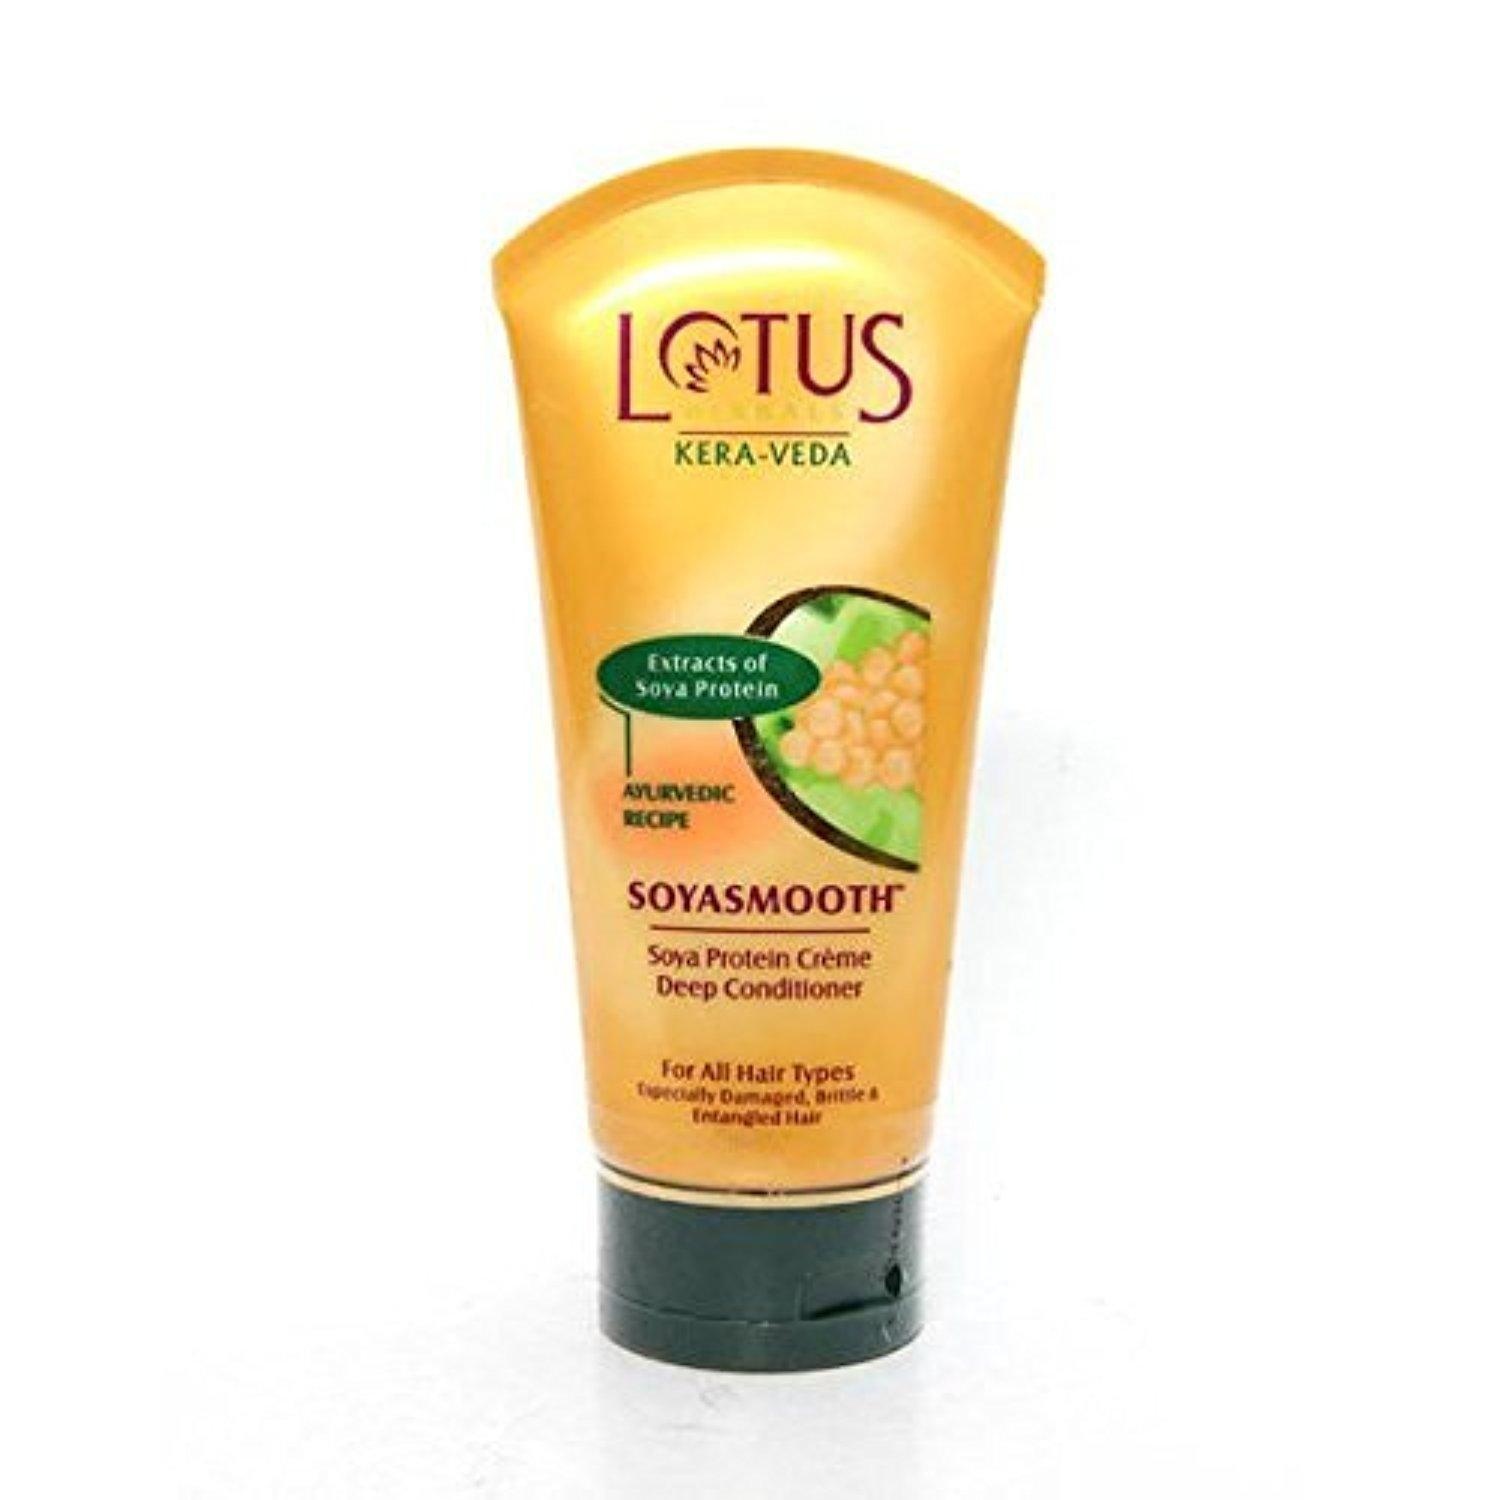 LOTUS
HERBALS
KERA-VEDA
Extracts of
Soya Protein
AYURVEDIC
RECIPE
SOYASMOOTH™
Soya Protein Crème
Deep Conditioner
For All Hair Types
Especially Damaged, Brittle &
Entangled Hair